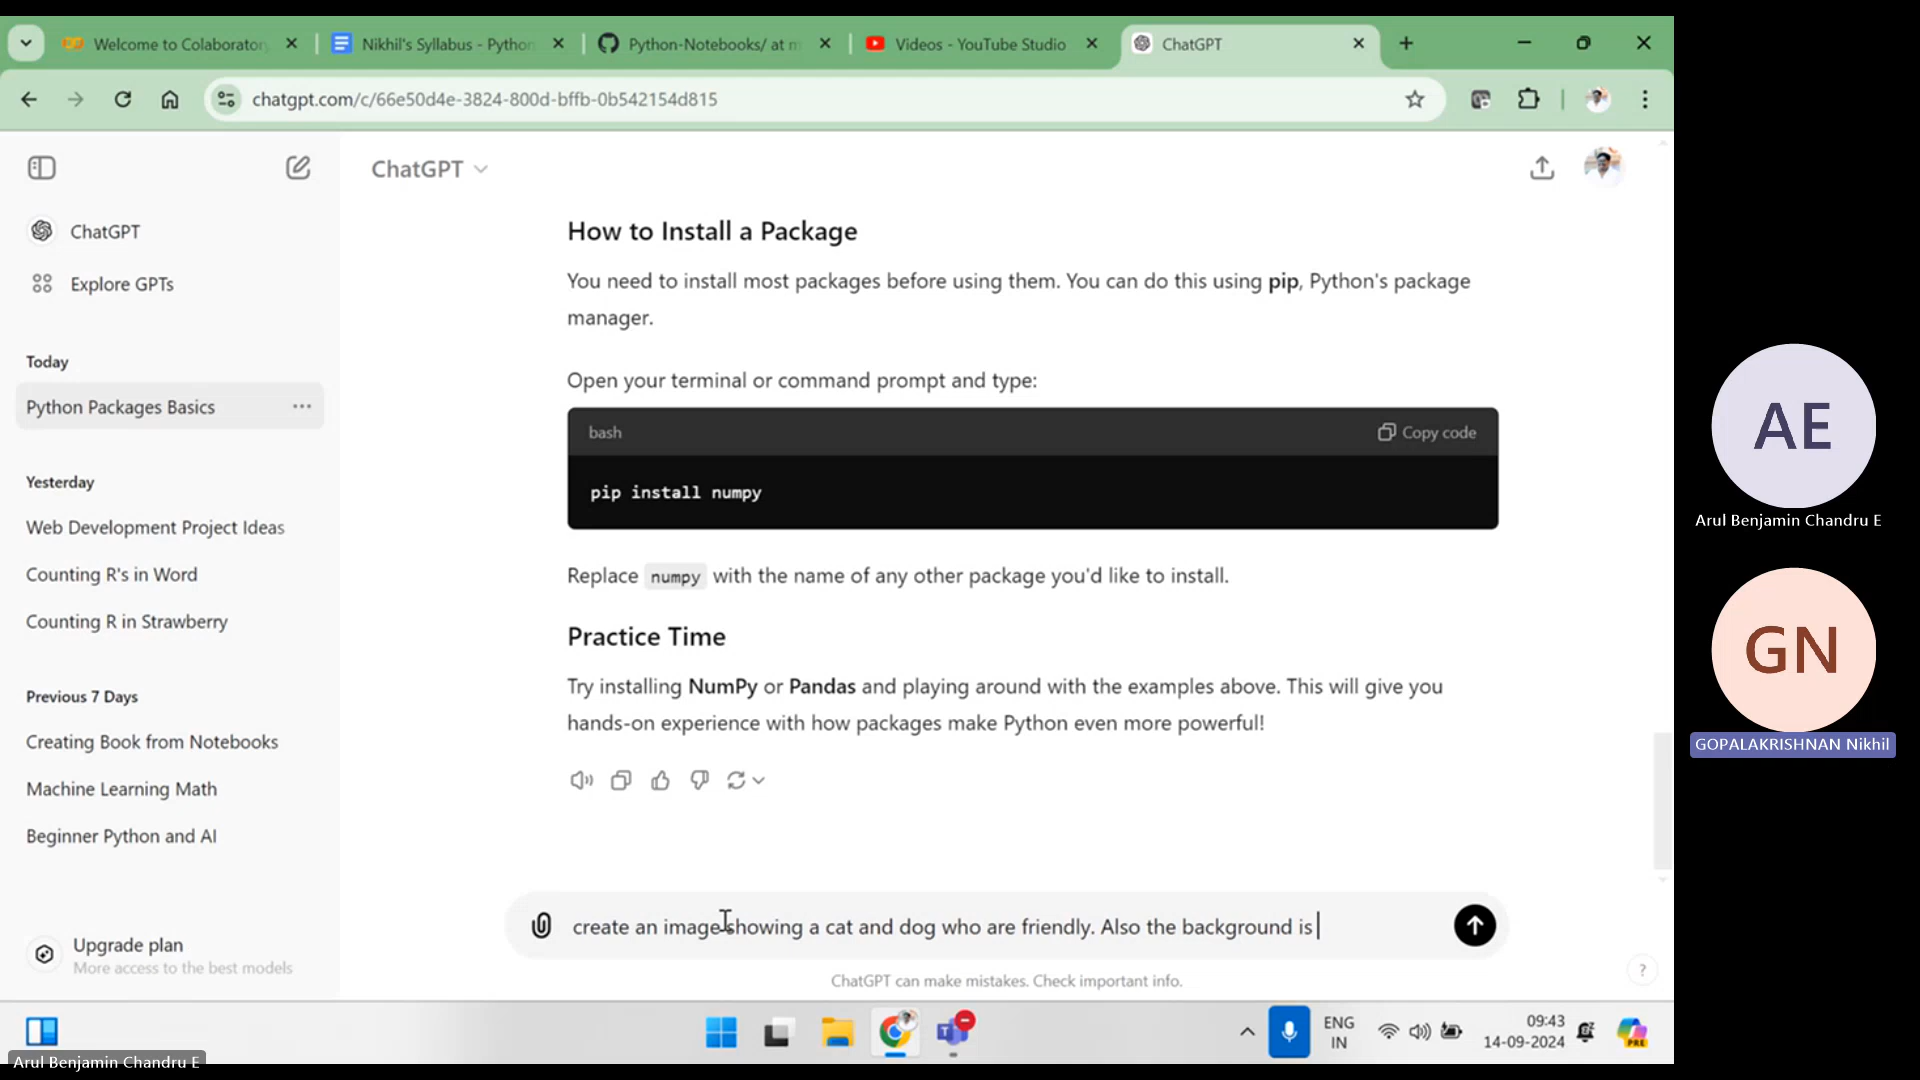 Welcome to Colaboratory
Nikhil's Syllabus - Python
Python-Notebooks/ at m
Videos - YouTube Studio
ChatGPT
chatgpt.com/c/66e50d4e-3824-800d-bffb-0b542154d815
ChatGPT
ChatGPT
Explore GPTs
Today
Python Packages Basics
Yesterday
Web Development Project Ideas
Counting R's in Word
Counting R in Strawberry
Previous 7 Days
Creating Book from Notebooks
Machine Learning Math
Beginner Python and AI
Upgrade plan
More access to the best models
How to Install a Package
You need to install most packages before using them. You can do this using pip, Python's package
manager.
Open your terminal or command prompt and type:
bash
Copy code
pip install numpy
Replace numpy with the name of any other package you'd like to install.
Practice Time
Try installing NumPy or Pandas and playing around with the examples above. This will give you
hands-on experience with how packages make Python even more powerful!
create an image showing a cat and dog who are friendly. Also the background is
ChatGPT can make mistakes. Check important info.
?
AE
Arul Benjamin Chandru E
GN
GOPALAKRISHNAN Nikhil
ENG
IN
09:43
14-09-2024
PRE
Arul Benjamin Chandru E